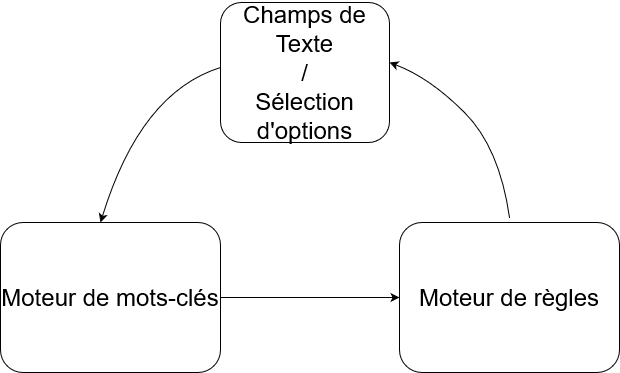 Champs de
Texte
/
Sélection
d'options
Moteur de mots-clés
Moteur de règles